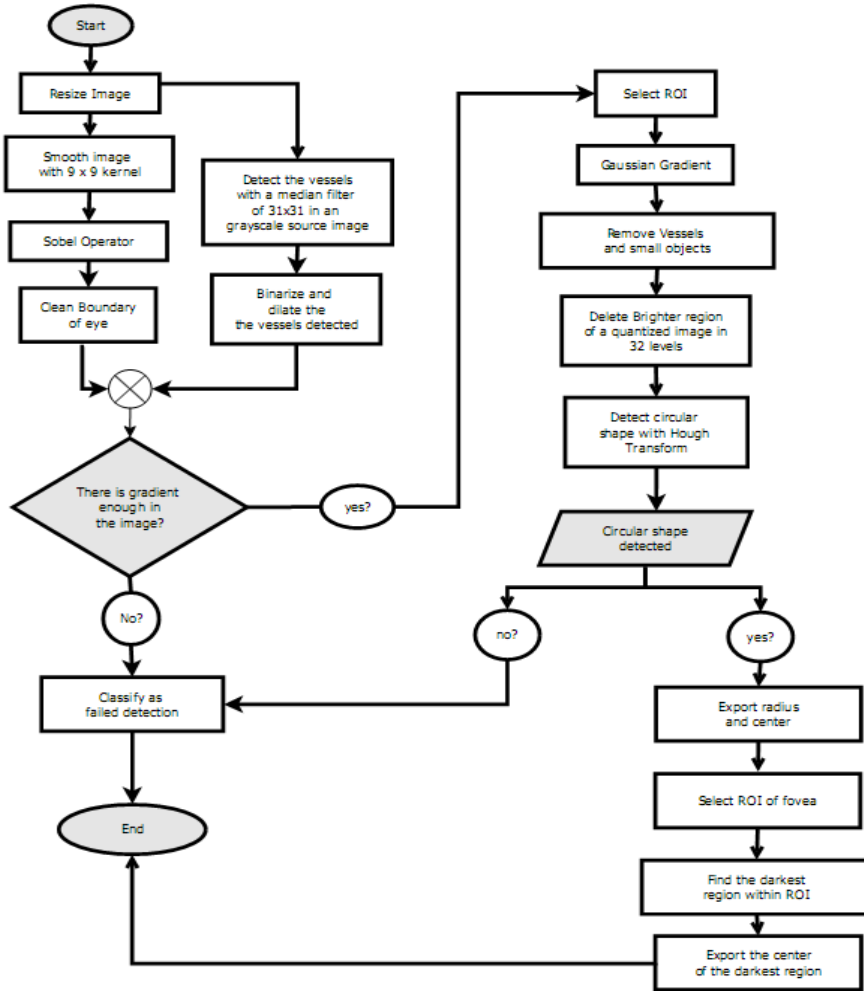 Start
Resize Image
Smooth image
with 9 x 9 kernel
Sobel Operator
Clean Boundary
of eye
Detect the vessels
with a median filter
of 31x31 in an
grayscale source image
Binarize and
dilate the
the vessels detected
There is gradient
enough in
the image?
yes?
No?
Classify as
failed detection
End
Select ROI
Gaussian Gradient
Remove Vessels
and small objects
Delete Brighter region
of a quantized image in
32 levels
Detect circular
shape with Hough
Transform
Circular shape
detected
no?
yes?
Export radius
and center
Select ROI of fovea
Find the darkest
region within ROI
Export the center
of the darkest region